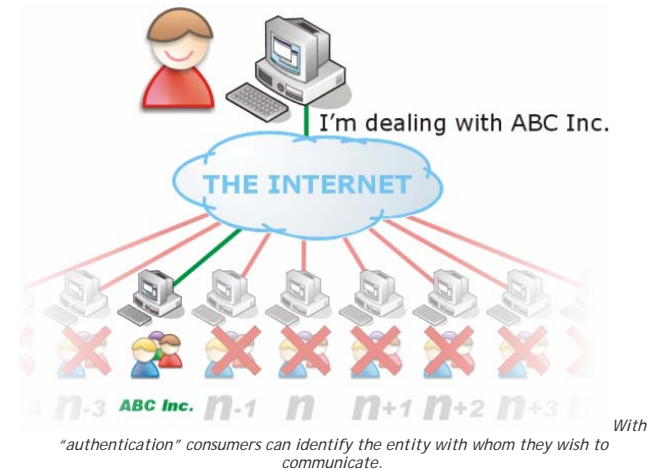 I'm dealing with ABC Inc.
THE INTERNET
n-3 ABC Inc. n-1 n n+1 n+2 n+3
With
“authentication” consumers can identify the entity with whom they wish to
communicate.